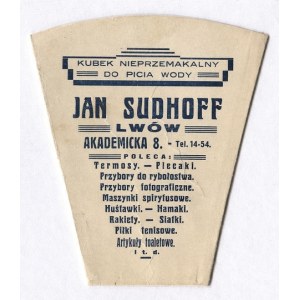 KUBEK NIEPRZEMAKALNY
DO PICIA WODY
JAN SUDHOFF
LWÓW
AKADEMICKA 8. - Tel. 14-54.
POLECA:
Termosy. — Plecaki.
Przybory do rybołostwa.
Przybory fotograficzne.
Maszynki spirytusowe.
Huśtawki. — Hamaki.
Rakiety. — Siatki.
Piłki tenisowe.
Artykuły toaletowe.
i t. d.